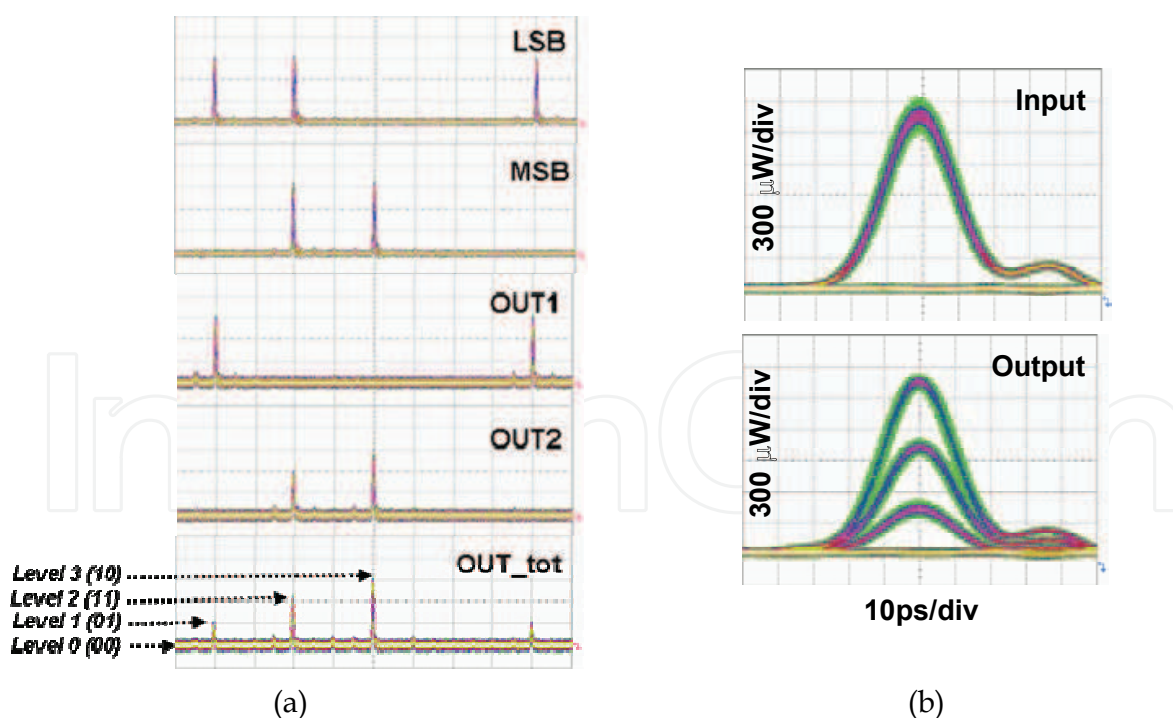 LSB
MSB
OUT1
OUT2
OUT_tot
Level 3 (10)
Level 2 (11)
Level 1 (01)
Level 0 (00)
(a)
Input
300 μW/div
Output
300 μW/div
10ps/div
(b)